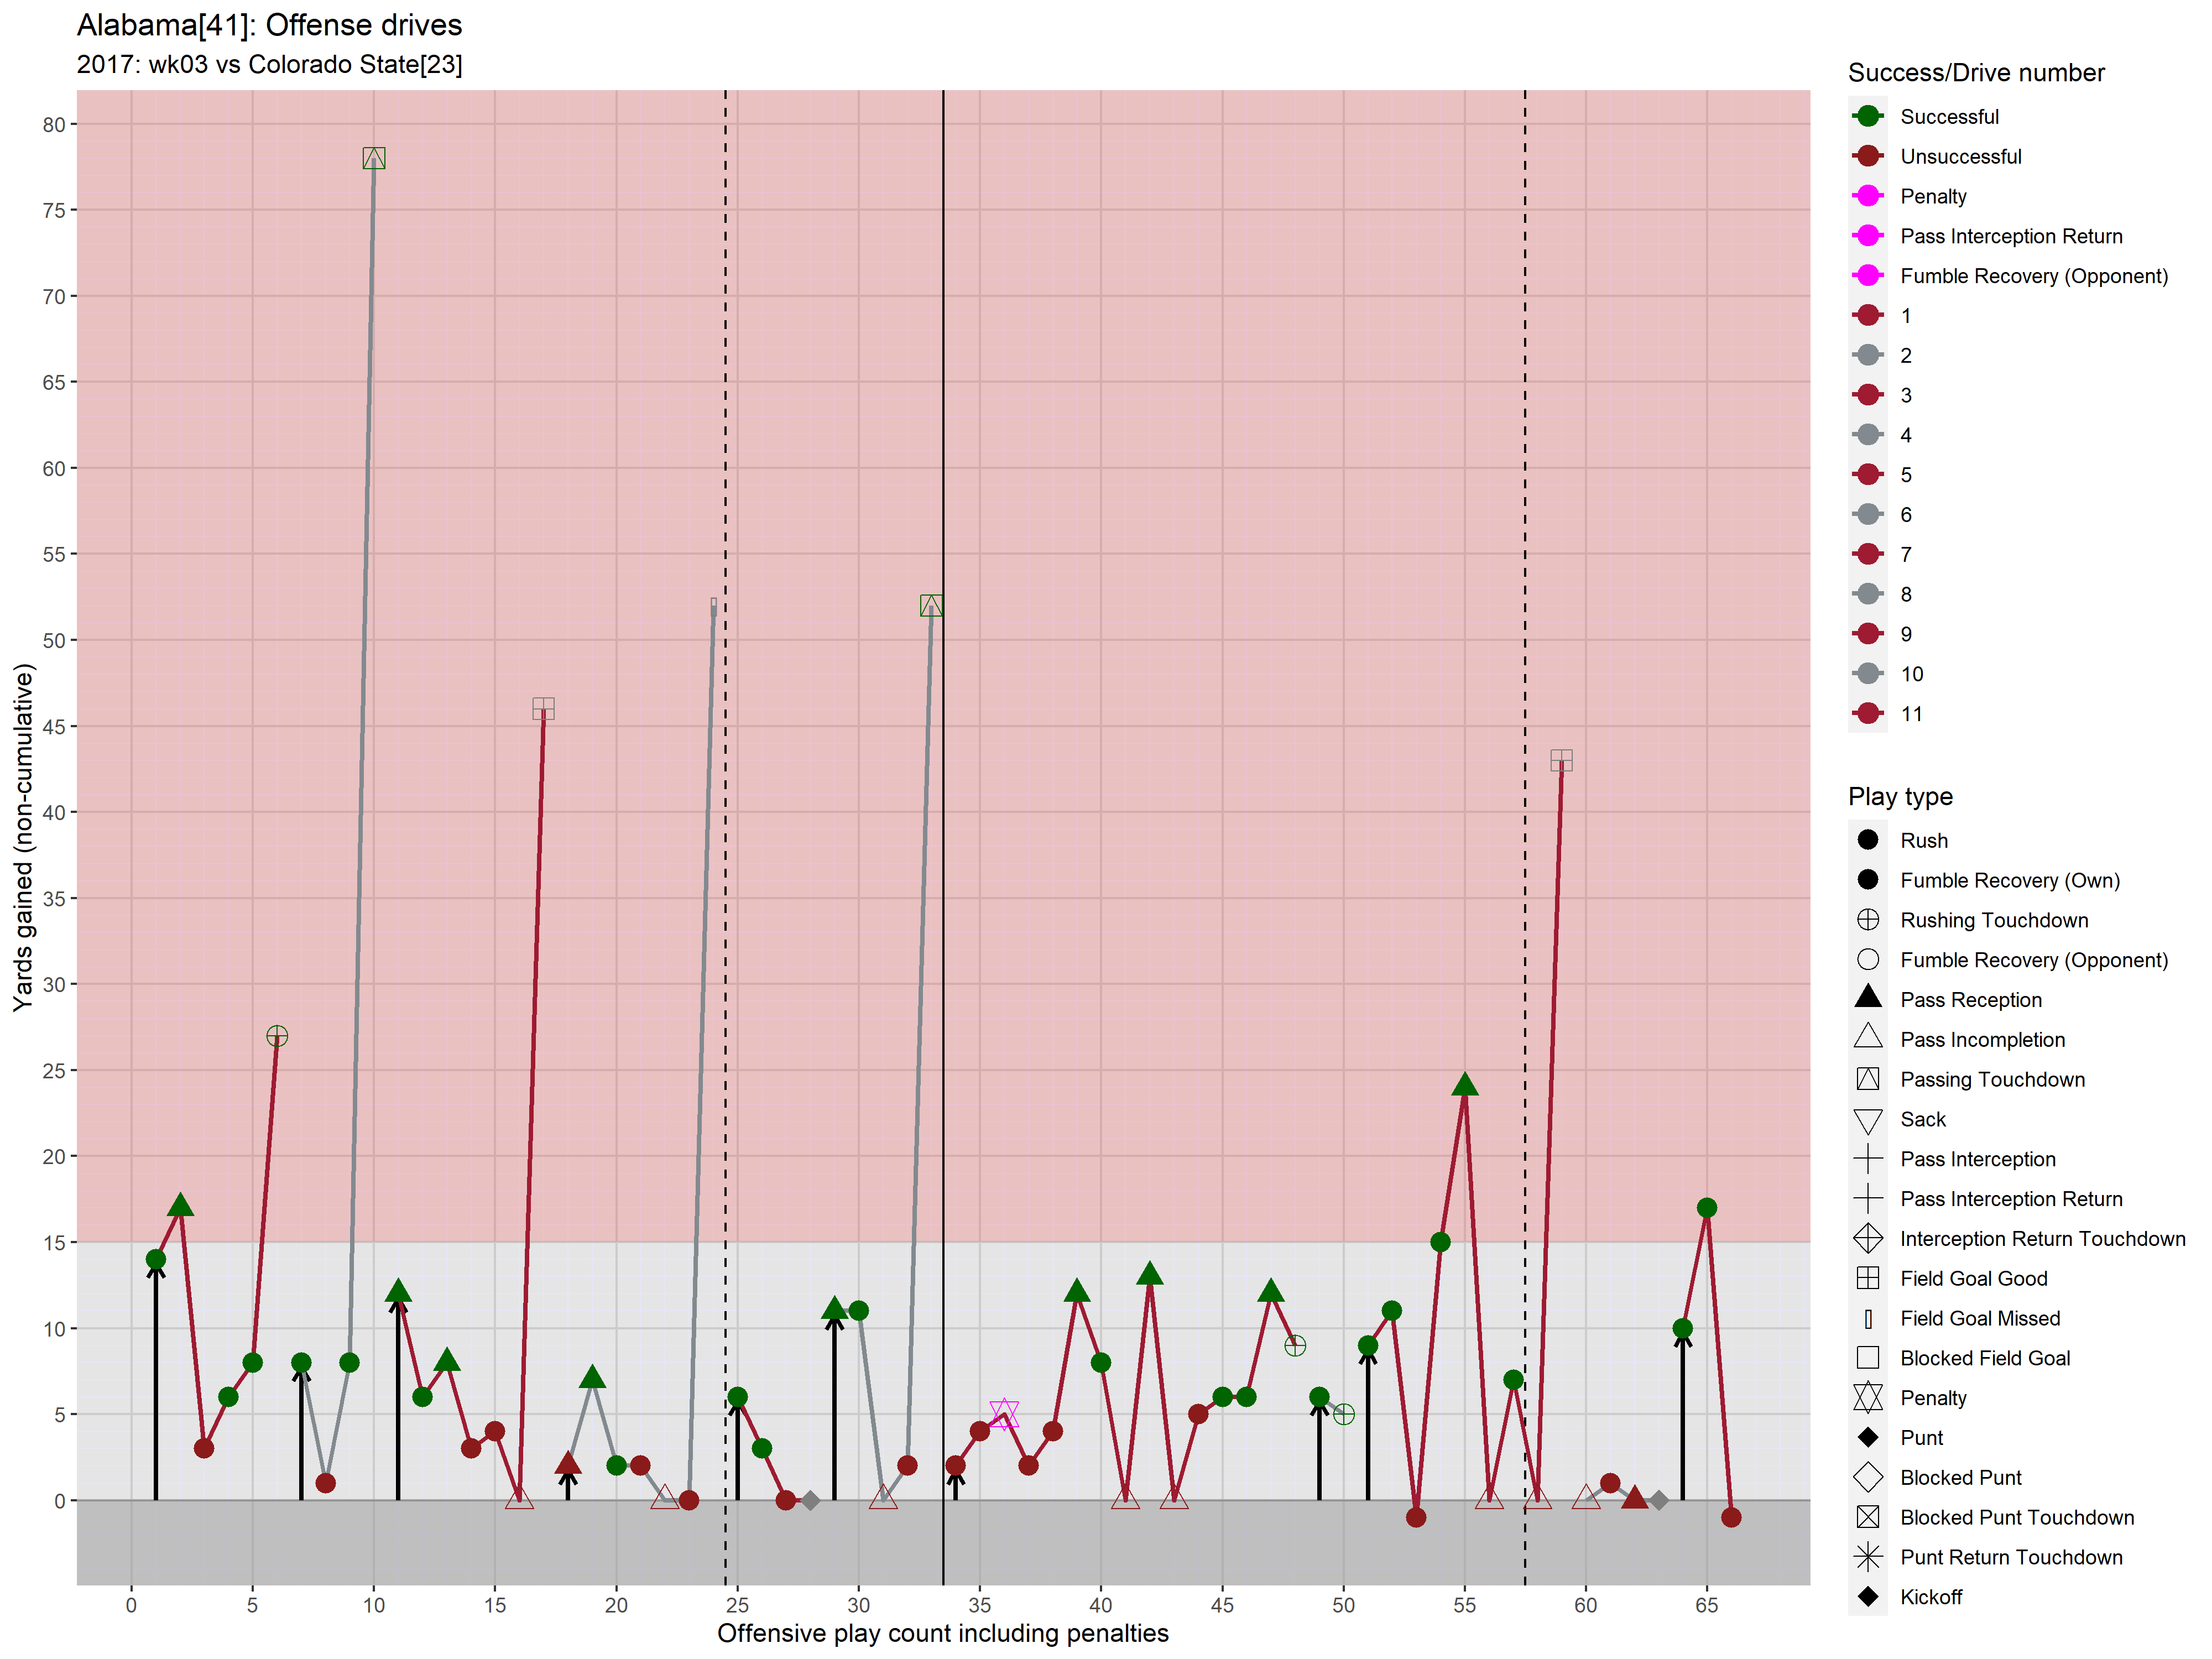 Alabama[41]: Offense drives
2017: wk03 vs Colorado State[23]
Yards gained (non-cumulative)
80
75
70
65
60
55
50
45
40
35
30
25
20
15
10
5
0
0 5 10 15 20 25 30 35 40 45 50 55 60 65
Offensive play count including penalties
Success/Drive number
Successful
Unsuccessful
Penalty
Pass Interception Return
Fumble Recovery (Opponent)
1
2
3
4
5
6
7
8
9
10
11
Play type
Rush
Fumble Recovery (Own)
Rushing Touchdown
Fumble Recovery (Opponent)
Pass Reception
Pass Incompletion
Passing Touchdown
Sack
Pass Interception
Pass Interception Return
Interception Return Touchdown
Field Goal Good
Field Goal Missed
Blocked Field Goal
Penalty
Punt
Blocked Punt
Blocked Punt Touchdown
Punt Return Touchdown
Kickoff